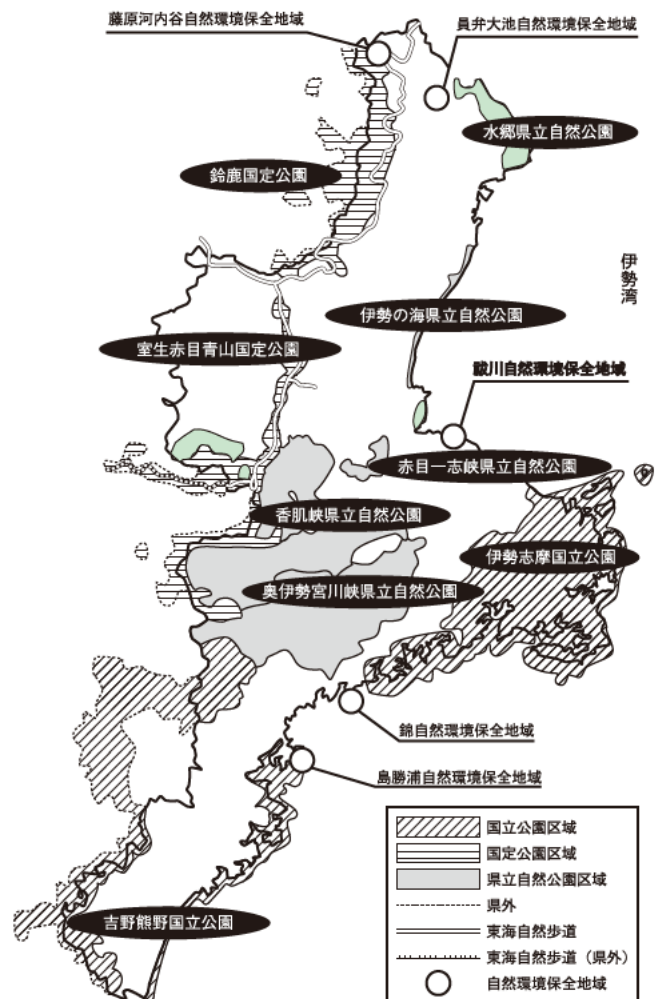 藤原河内谷自然環境保全地域
員弁大池自然環境保全地域
水郷県立自然公園
鈴鹿国定公園
伊勢湾
伊勢の海県立自然公園
室生赤目青山国定公園
祓川自然環境保全地域
赤目一志峡県立自然公園
香肌峡県立自然公園
伊勢志摩国立公園
奥伊勢宮川峡県立自然公園
錦自然環境保全地域
島勝浦自然環境保全地域
吉野熊野国立公園
国立公園区域
国定公園区域
県立自然公園区域
県外
東海自然歩道
東海自然歩道（県外）
自然環境保全地域